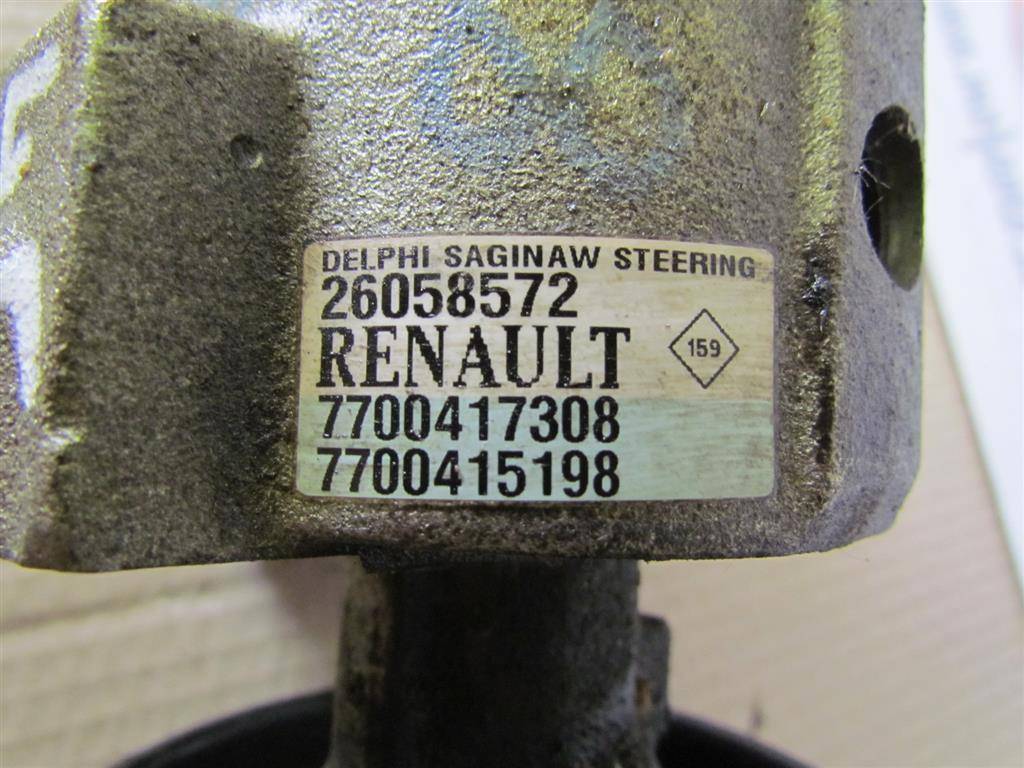 DELPHI SAGINAW STEERING
26058572
RENAULT
159
7700417308
7700415198